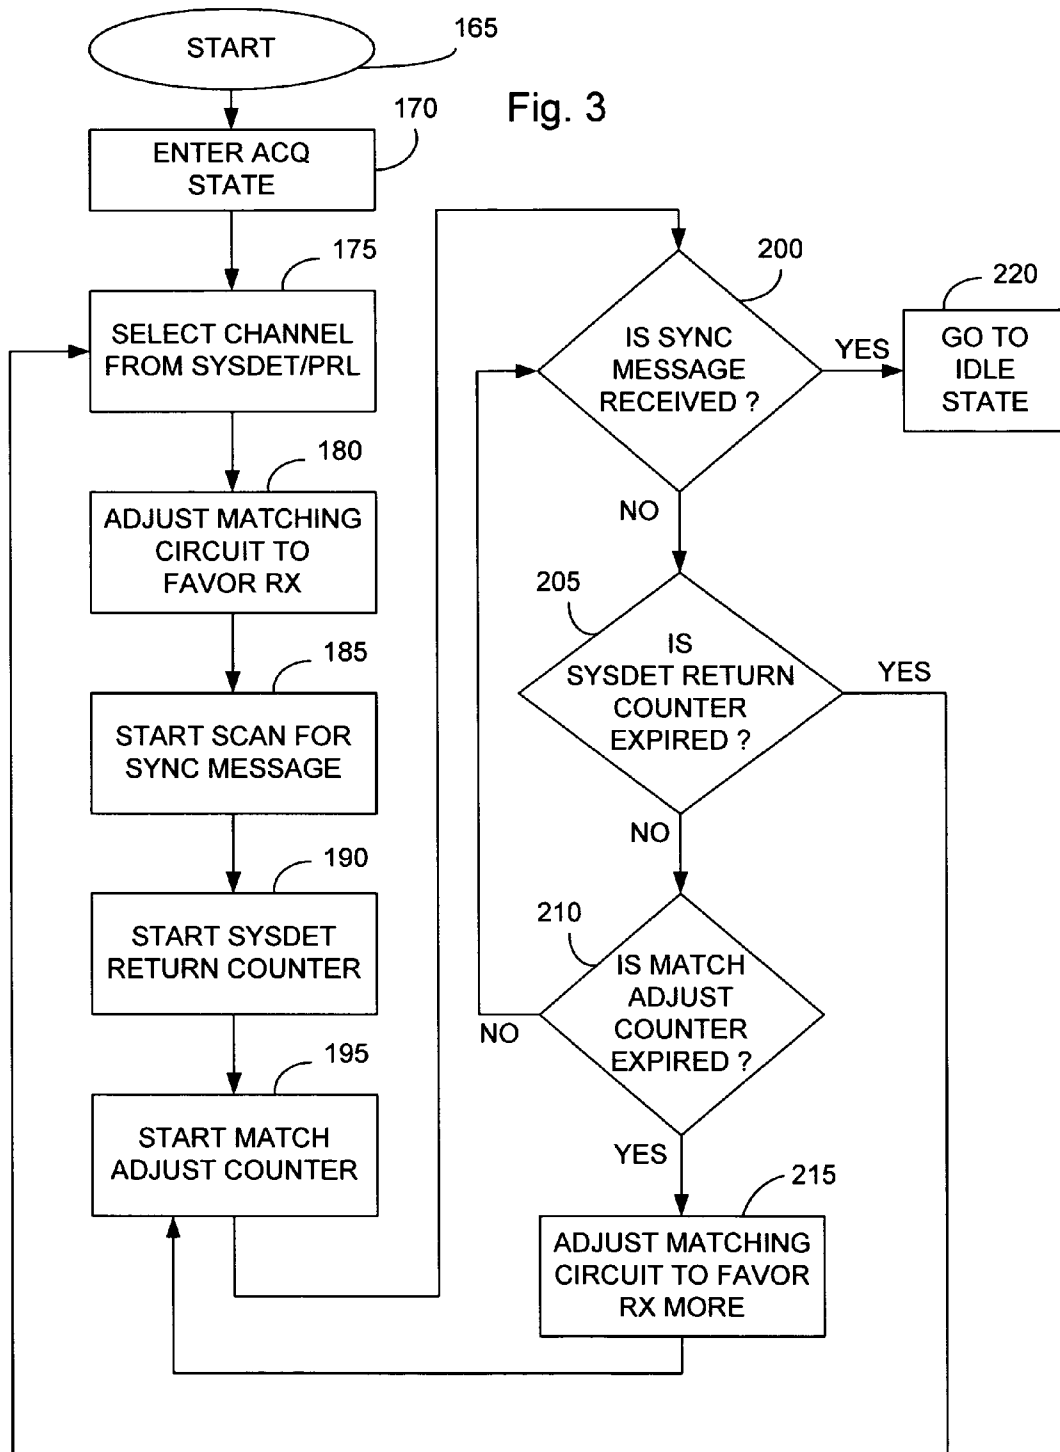 START
165
Fig. 3
170
ENTER ACQ
STATE
175
SELECT CHANNEL
FROM SYSDET/PRL
180
ADJUST MATCHING
CIRCUIT TO
FAVOR RX
185
START SCAN FOR
SYNC MESSAGE
190
START SYSDET
RETURN COUNTER
195
START MATCH
ADJUST COUNTER
200
IS SYNC
MESSAGE
RECEIVED ?
YES
220
GO TO
IDLE
STATE
NO
205
IS
SYSDET RETURN
COUNTER
EXPIRED ?
YES
NO
210
IS MATCH
ADJUST
COUNTER
EXPIRED ?
NO
YES
215
ADJUST MATCHING
CIRCUIT TO FAVOR
RX MORE